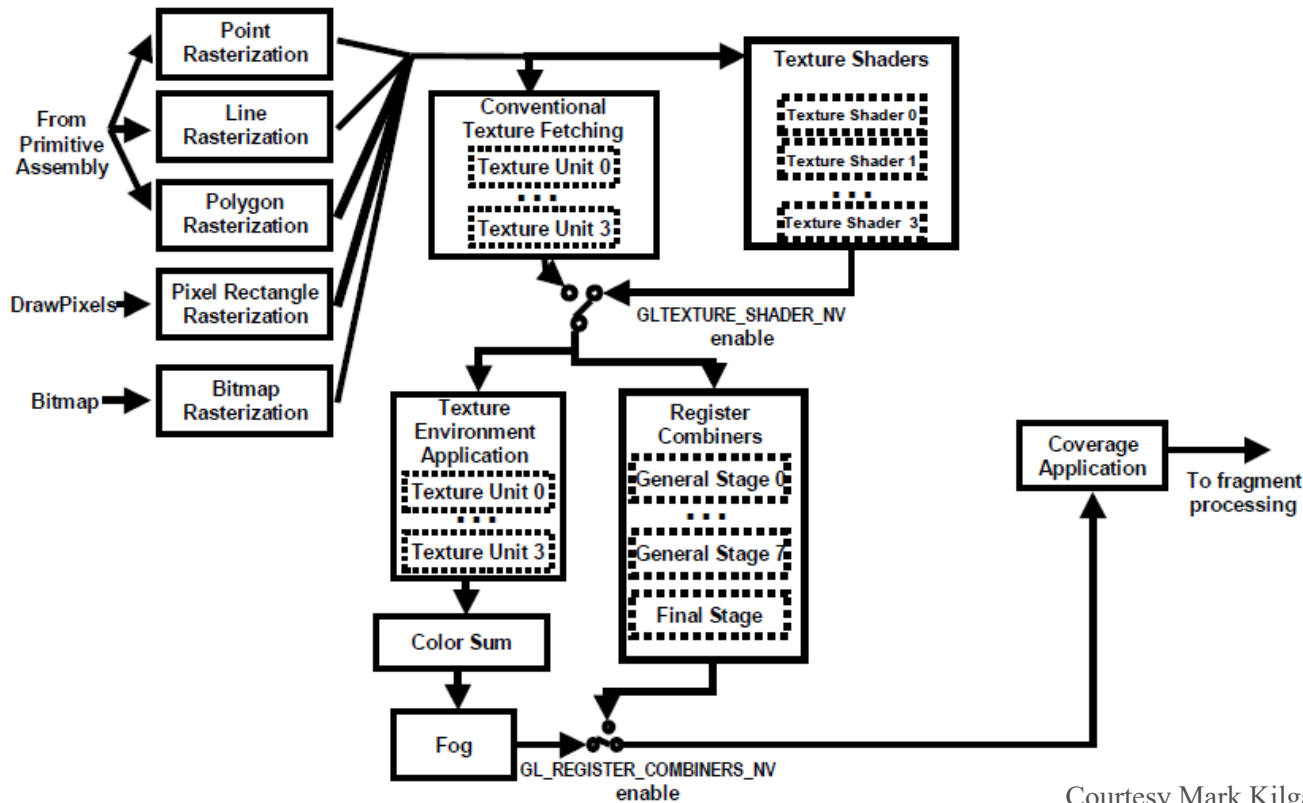 Point
Rasterization
From
Primitive
Assembly
Line
Rasterization
Polygon
Rasterization
DrawPixels
Pixel Rectangle
Rasterization
Bitmap
Bitmap
Rasterization
Conventional
Texture Fetching
Texture Unit 0
...
Texture Unit 3
Texture Shaders
Texture Shader 0
Texture Shader 1
...
Texture Shader 3
GLTEXTURE_SHADER_NV
enable
Texture
Environment
Application
Texture Unit 0
...
Texture Unit 3
Color Sum
Fog
Register
Combiners
General Stage 0
...
General Stage 7
Final Stage
GL_REGISTER_COMBINERS_NV
enable
Coverage
Application
To fragment
processing
Courtesy Mark